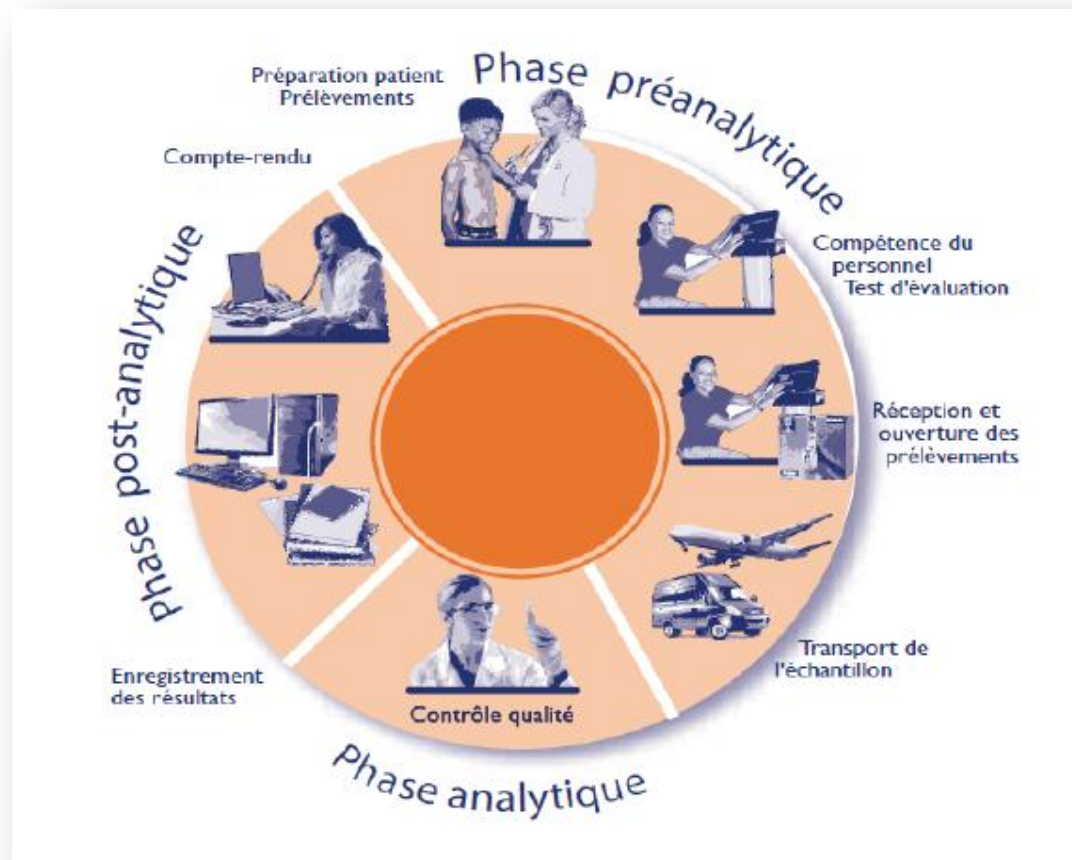 Phase préanalytique
Préparation patient
Prélèvements
Compétence du
personnel
Test d'évaluation
Réception et
ouverture des
prélèvements
Transport de
l'échantillon
Phase analytique
Contrôle qualité
Phase post-analytique
Enregistrement
des résultats
Compte-rendu